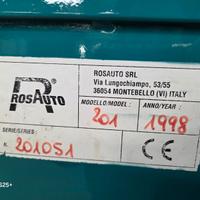 ROSAUTO SRL
Via Lungochiampo, 53/55
36054 MONTEBELLO (VI) ITALY
R
ROSAUTO
MODELLO/MODEL: ANNO/YEAR:
201 1998
SERIE/SERIES:
N. 201051
CE